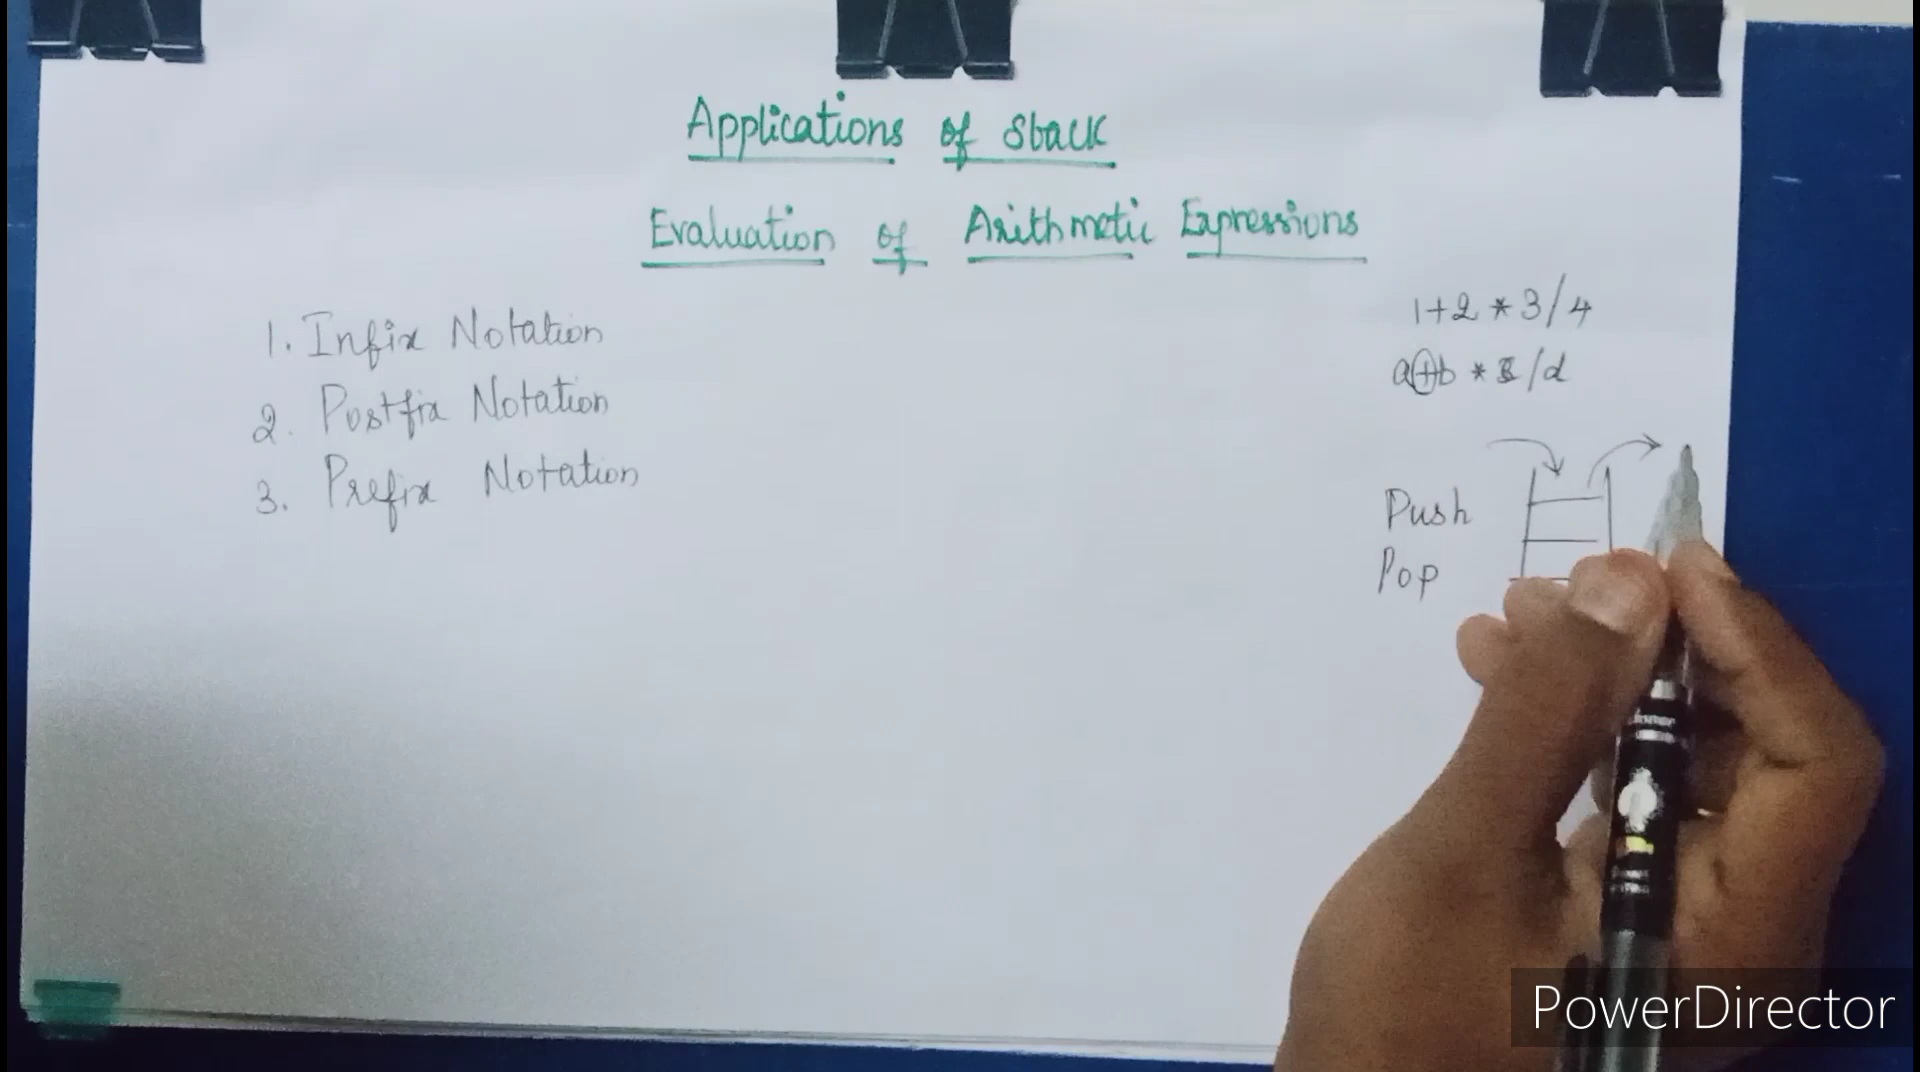 Applications of Stack
Evaluation of Arithmetic Expressions
1. Infix Notation
2. Postfix Notation
3. Prefix Notation
1+2 * 3/4
Push
Pop
PowerDirector